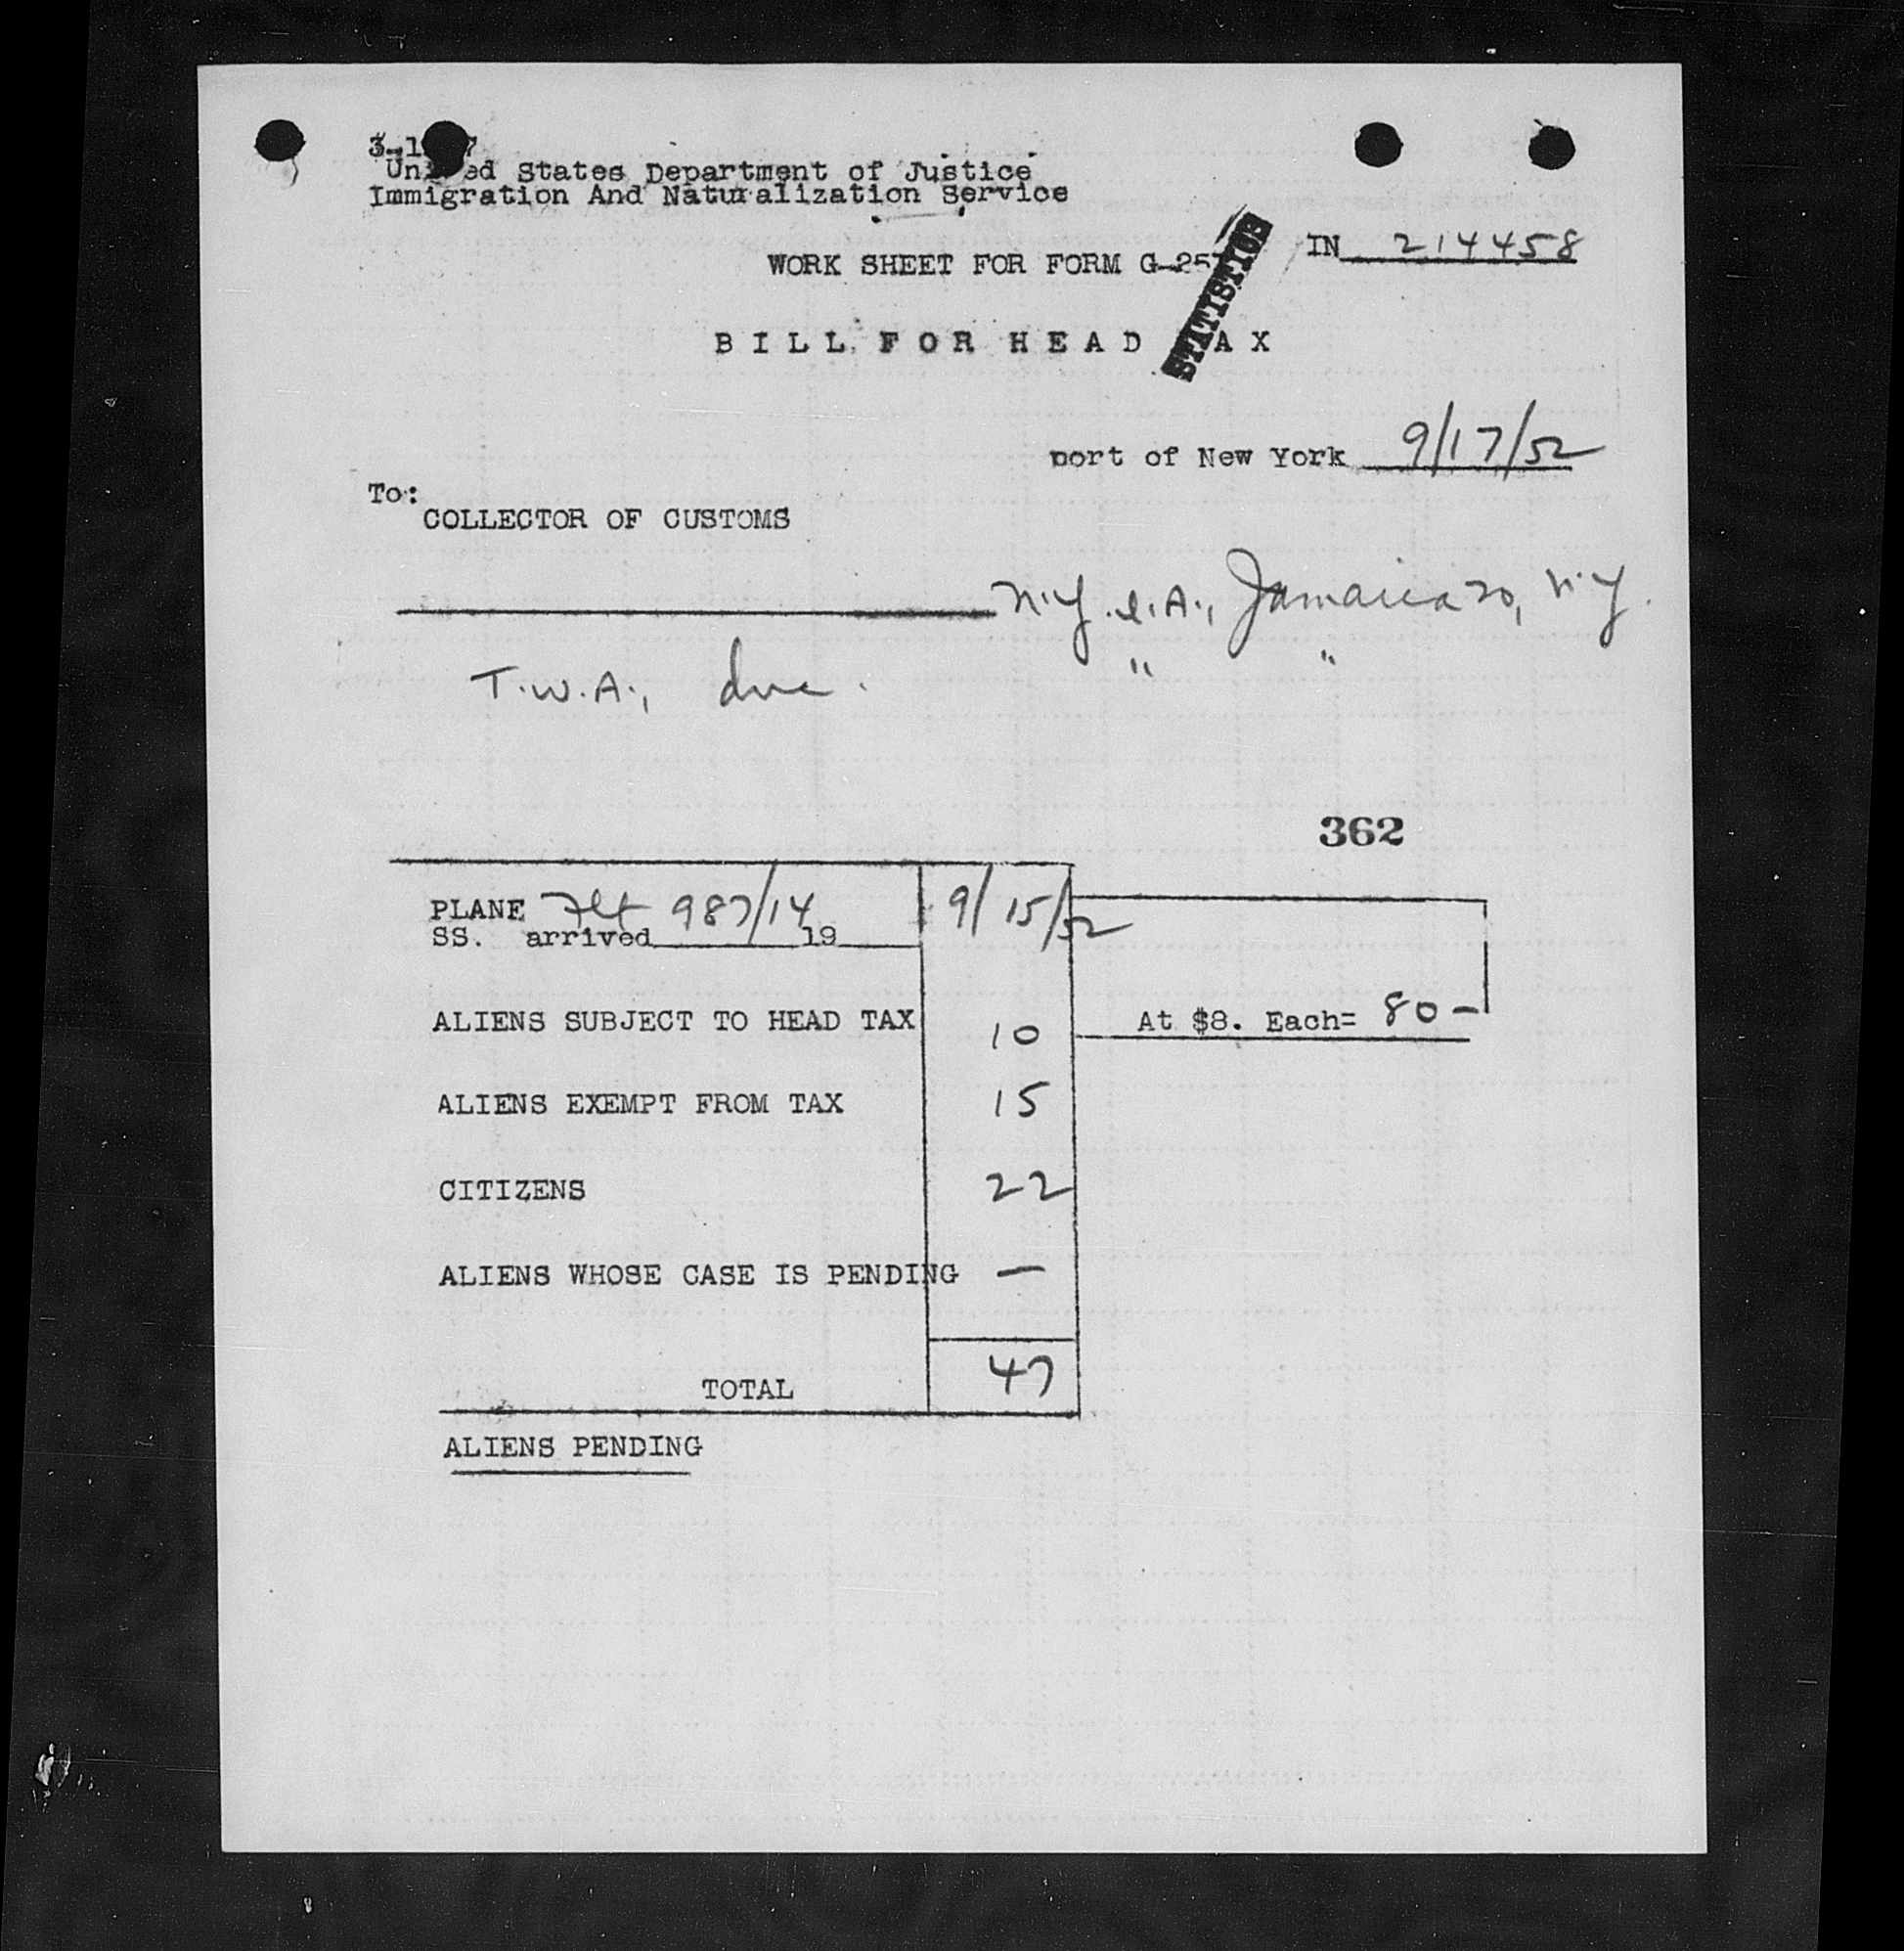 United States Department of Justice
Immigration And Naturalization Service
WORK SHEET FOR FORM G-257
STATISTICS
IN 214458
BILL FOR HEAD TAX
port of New York 9/17/52
To:
COLLECTOR OF CUSTOMS
N.Y.I.A., Jamaica 30, N.Y.
T.W.A., Inc. " "
362
PLANE Flt 987/14 9/15/52
SS. arrived 19
ALIENS SUBJECT TO HEAD TAX 10 At $8. Each= 80-
ALIENS EXEMPT FROM TAX 15
CITIZENS 22
ALIENS WHOSE CASE IS PENDING —
TOTAL 47
ALIENS PENDING